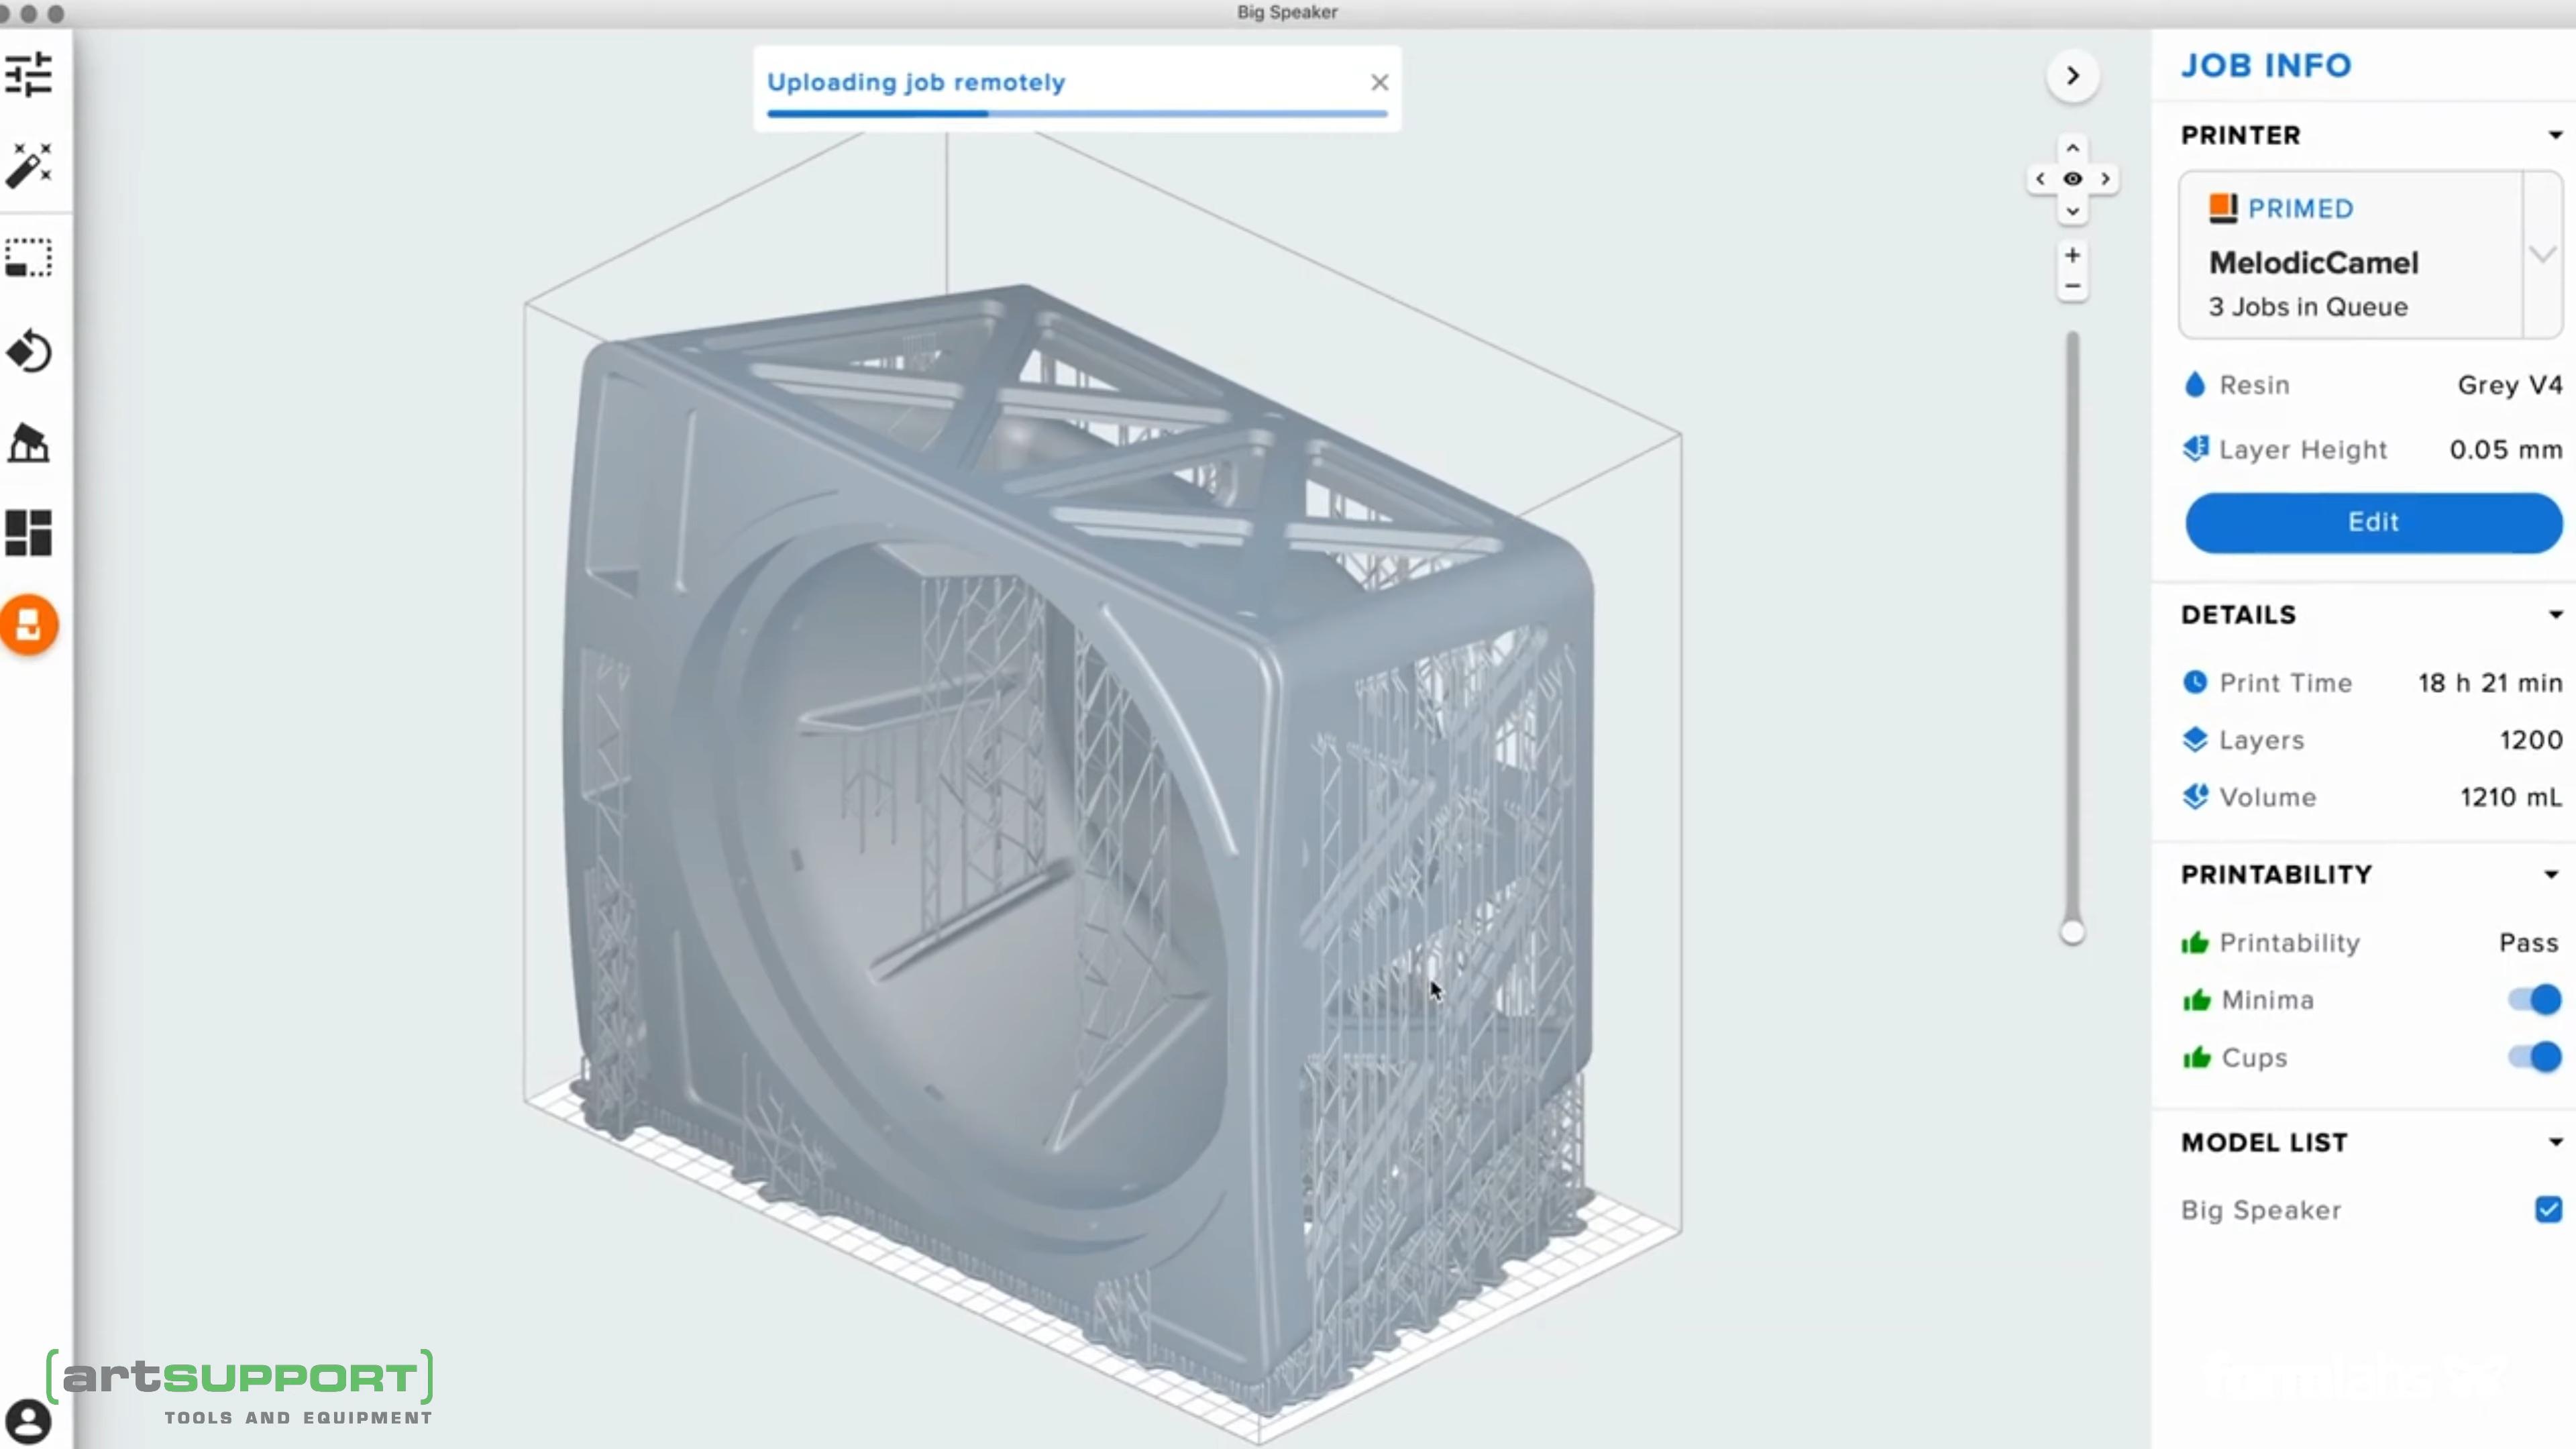 Big Speaker
Uploading job remotely
JOB INFO
PRINTER
PRIMED
MelodicCamel
3 Jobs in Queue
Resin Grey V4
Layer Height 0.05 mm
Edit
DETAILS
Print Time 18 h 21 min
Layers 1200
Volume 1210 mL
PRINTABILITY
Printability Pass
Minima
Cups
MODEL LIST
Big Speaker
[artSUPPORT]
TOOLS AND EQUIPMENT